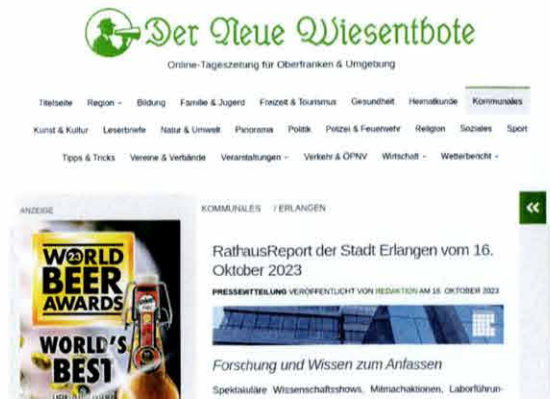 Der Neue Wiesentbote
Online-Tageszeitung für Oberfranken & Umgebung
Titelseite Region Bildung Familie & Jugend Freizeit & Tourismus Gesundheit Heimatkunde Kommunales
Kunst & Kultur Leserbriefe Natur & Umwelt Panorama Politik Polizei & Feuerwehr Religion Soziales Sport
Tipps & Tricks Vereine & Verbände Veranstaltungen Verkehr & ÖPNV Wirtschaft Wetterbericht
ANZEIGE
KOMMUNALES / ERLANGEN
«
WORLD 23
BEER
AWARDS
WORLD'S
BEST
RathausReport der Stadt Erlangen vom 16.
Oktober 2023
PRESSEMITTEILUNG VERÖFFENTLICHT VON REDAKTION AM 16. OKTOBER 2023
Forschung und Wissen zum Anfassen
Spektakuläre Wissenschaftsshows, Mitmachaktionen, Laborführun-